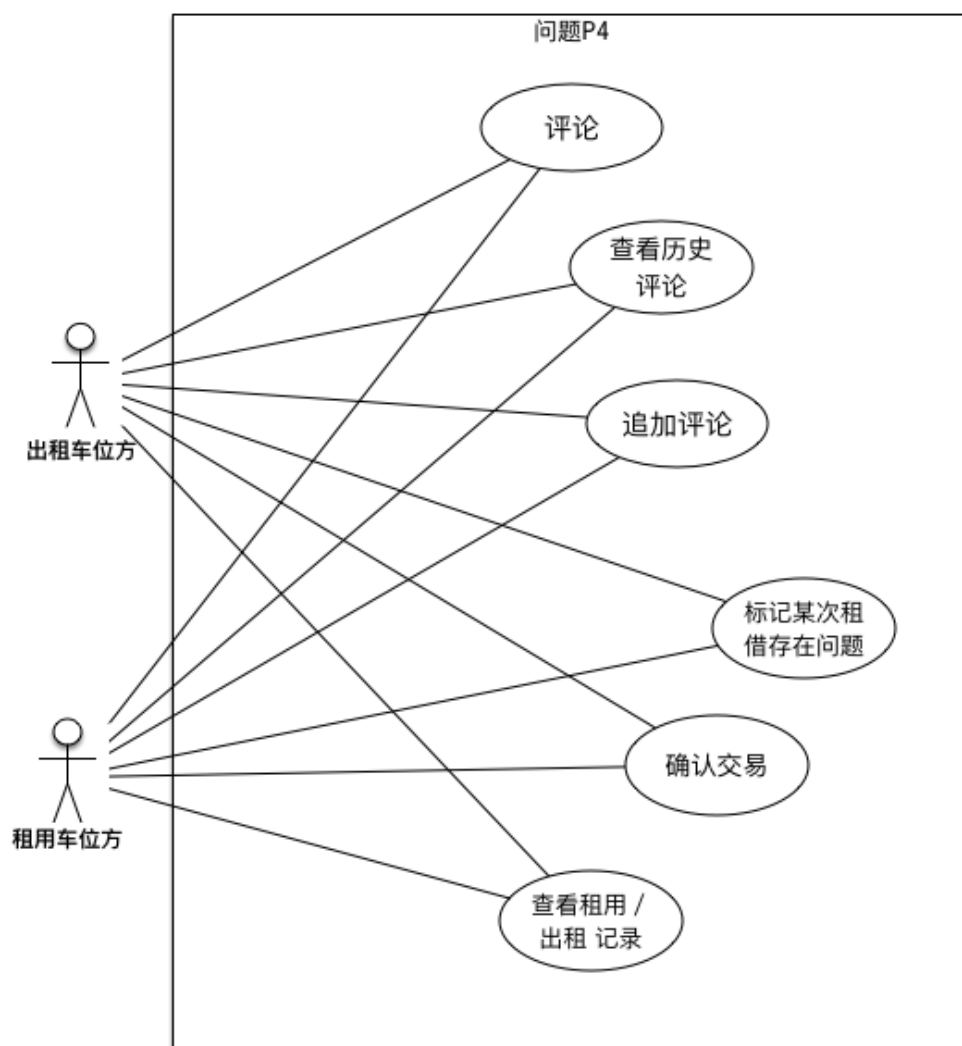 问题P4
评论
查看历史
评论
追加评论
出租车位方
标记某次租
借存在问题
确认交易
租用车位方
查看租用 /
出租 记录